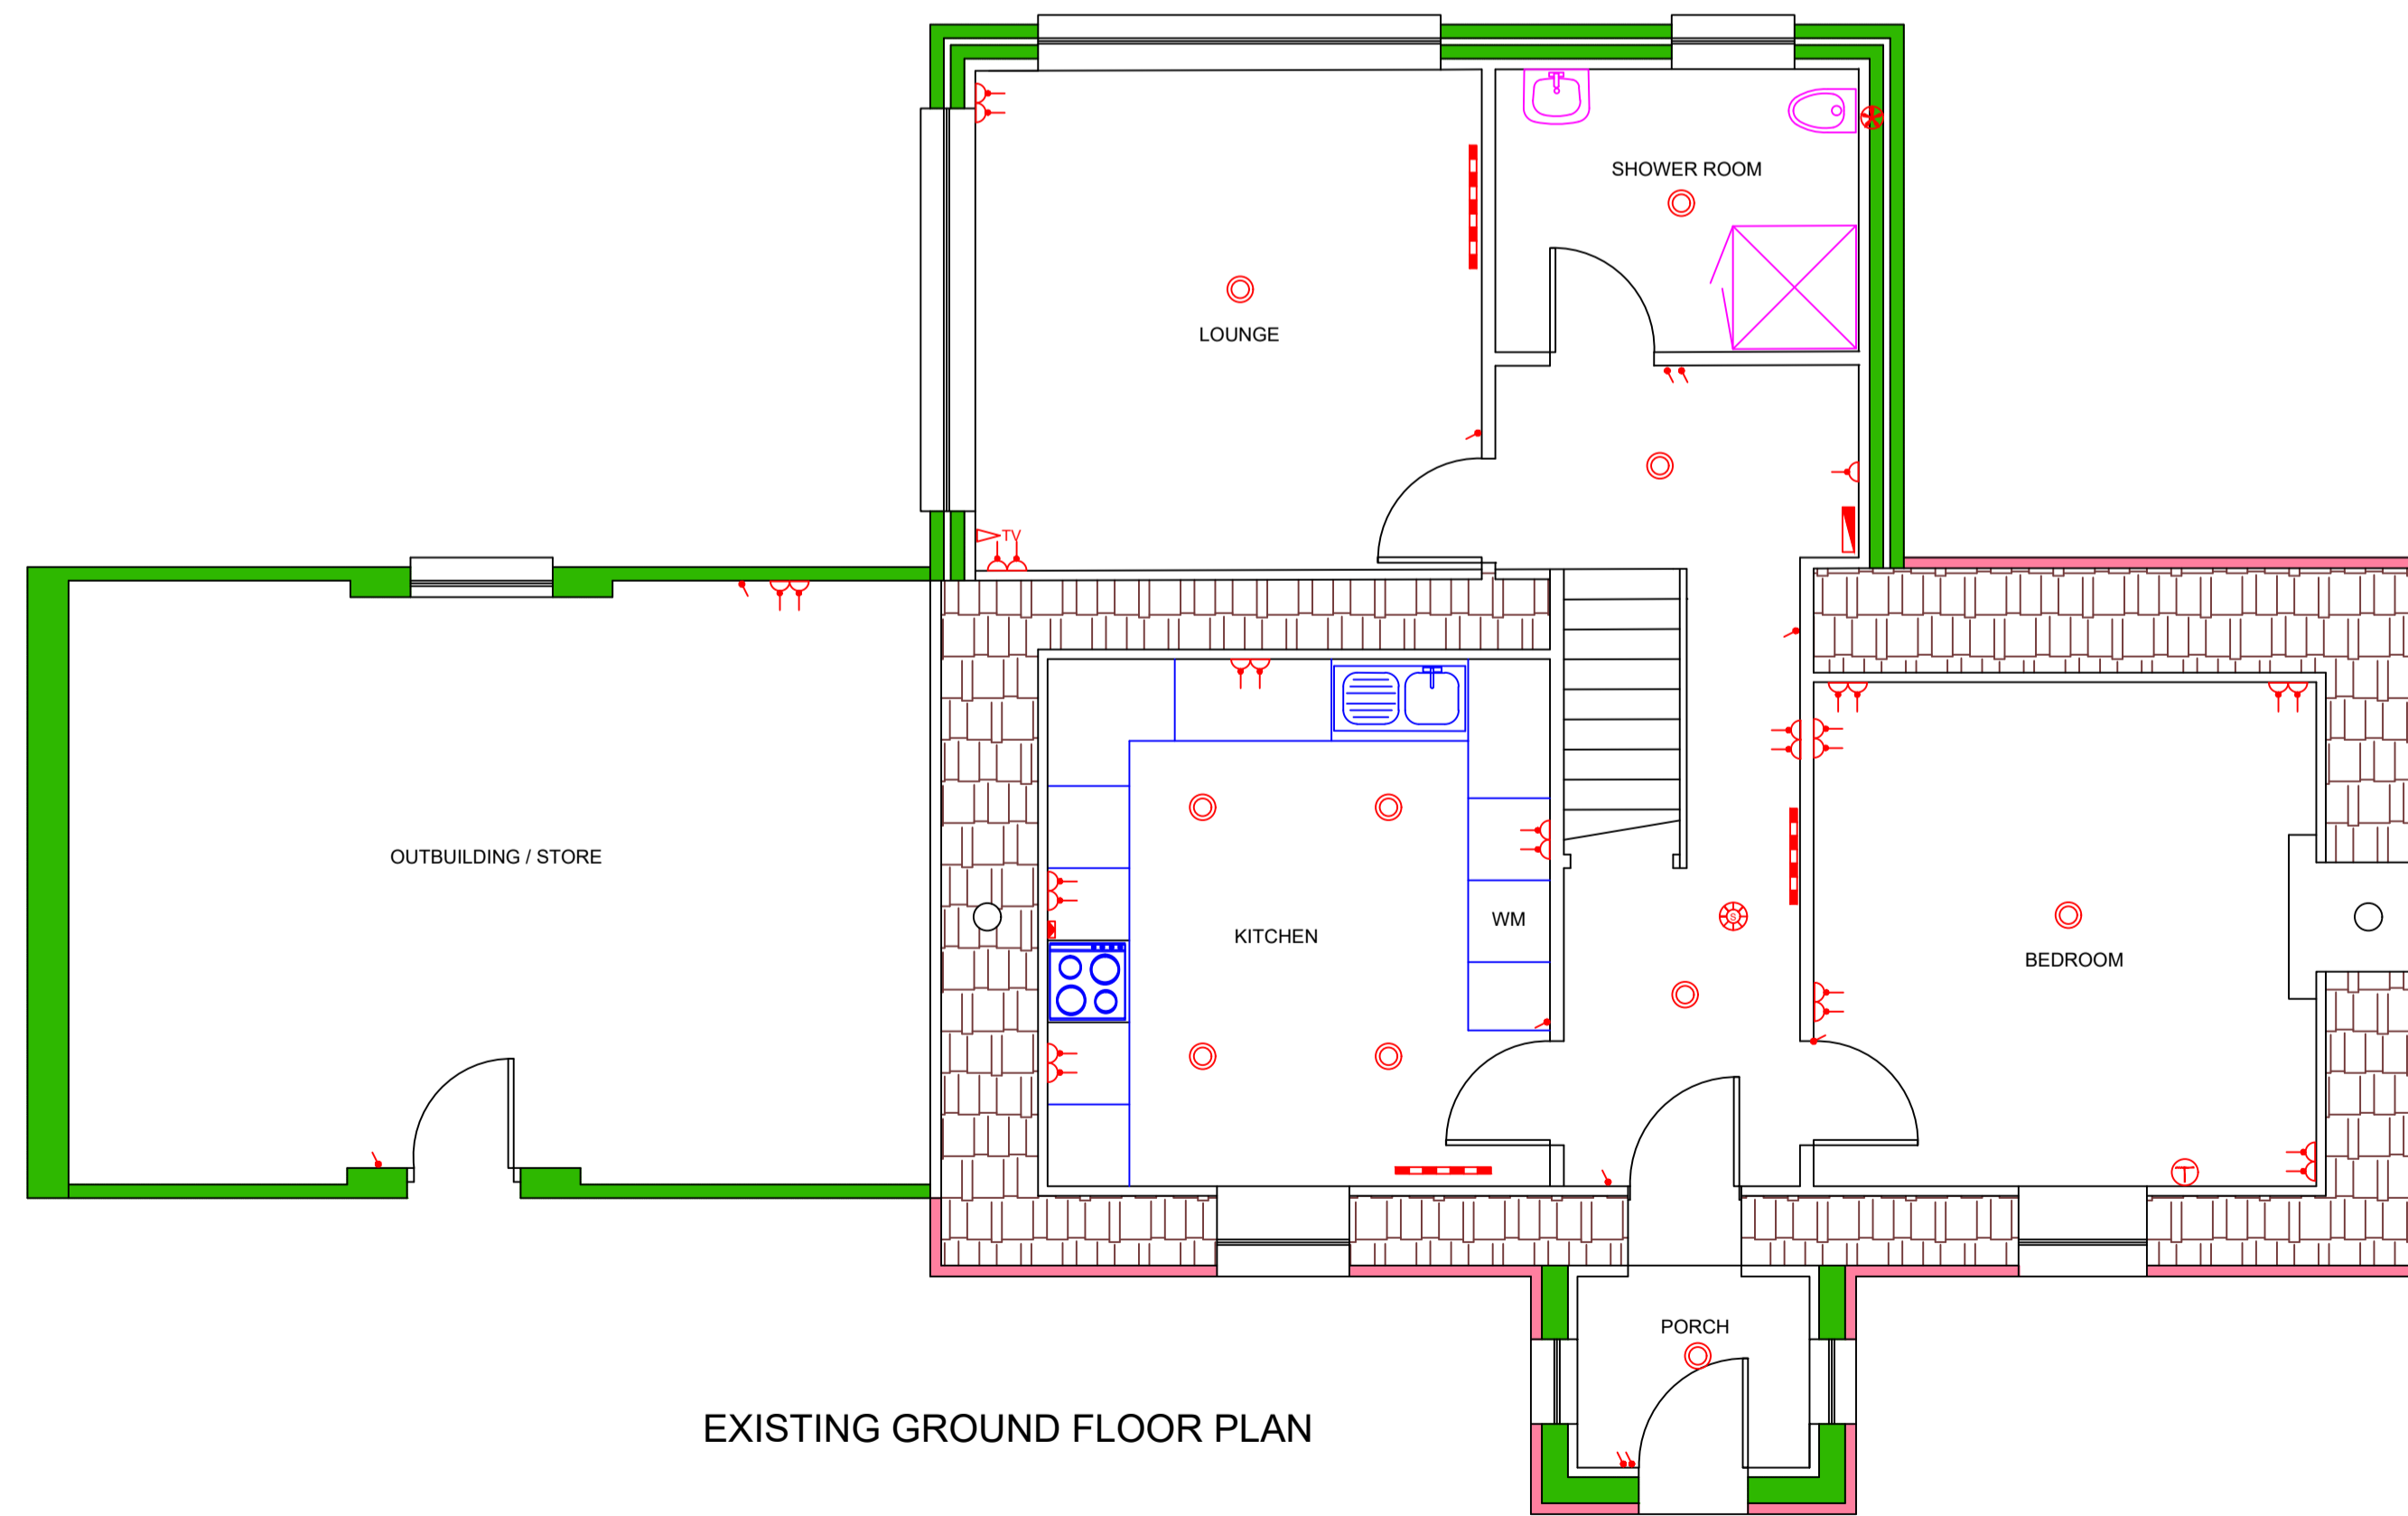 SHOWER ROOM
LOUNGE
TV
OUTBUILDING / STORE
WM
S
KITCHEN
BEDROOM
T
PORCH
EXISTING GROUND FLOOR PLAN